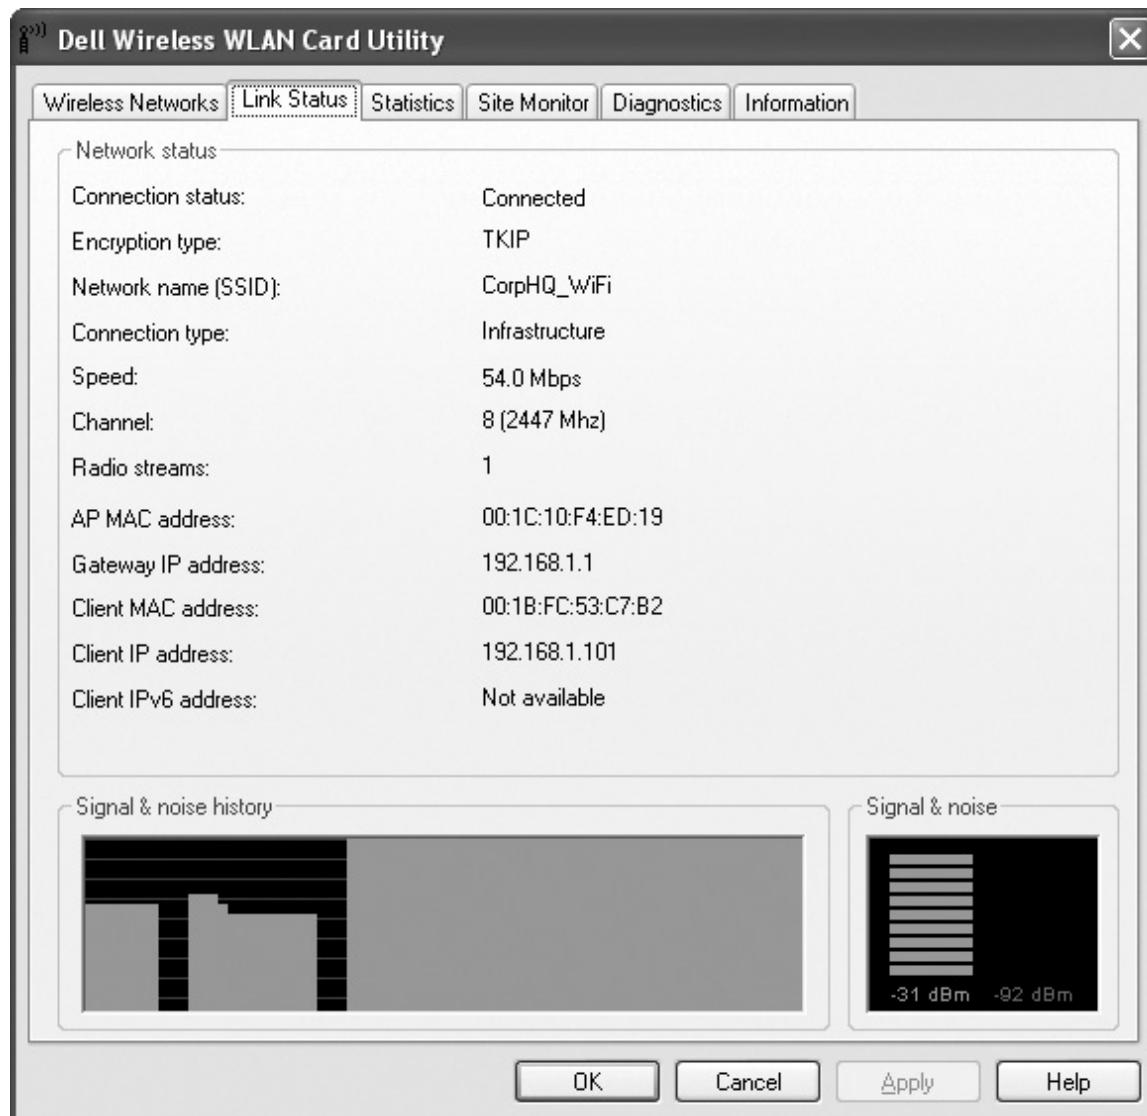 Dell Wireless WLAN Card Utility
Wireless Networks Link Status Statistics Site Monitor Diagnostics Information
Network status
Connection status: Connected
Encryption type: TKIP
Network name (SSID): CorpHQ_WiFi
Connection type: Infrastructure
Speed: 54.0 Mbps
Channel: 8 (2447 Mhz)
Radio streams: 1
AP MAC address: 00:1C:10:F4:ED:19
Gateway IP address: 192.168.1.1
Client MAC address: 00:1B:FC:53:C7:B2
Client IP address: 192.168.1.101
Client IPv6 address: Not available
Signal & noise history Signal & noise
-31 dBm -92 dBm
OK Cancel Apply Help